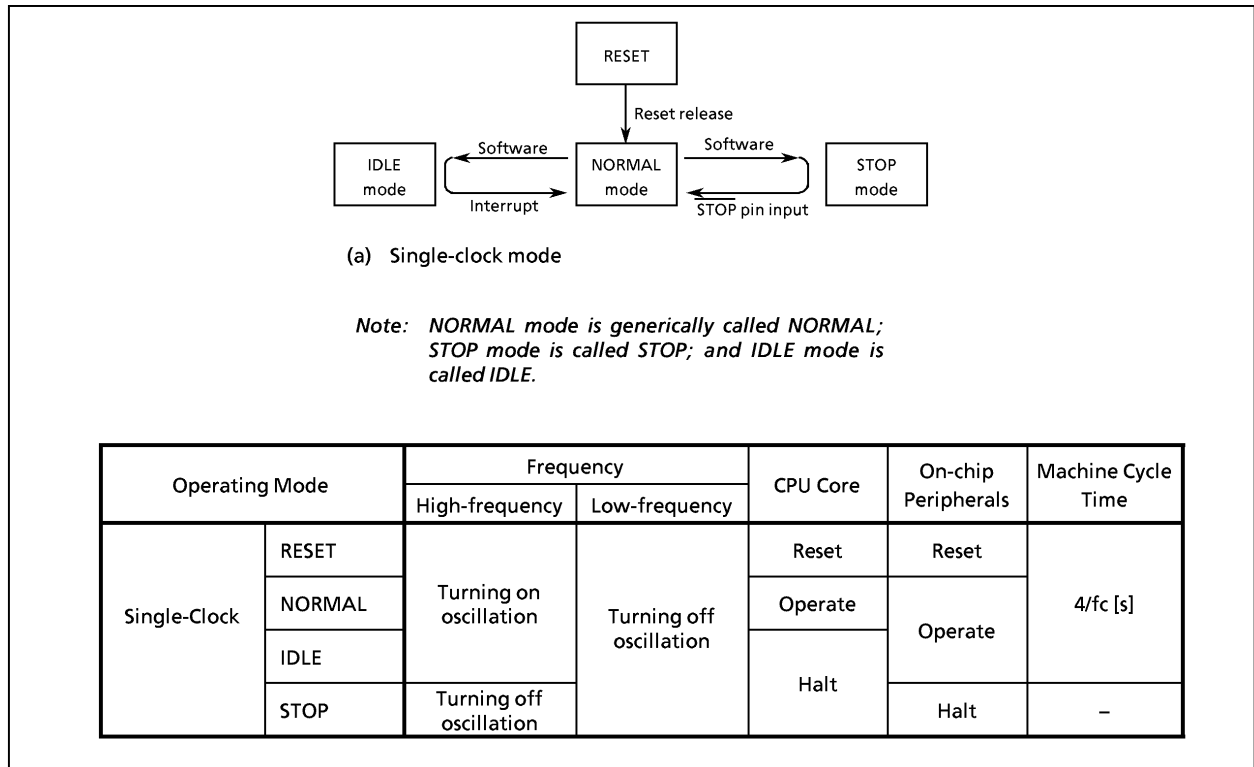 RESET
Reset release
IDLE
mode
Software
Interrupt
NORMAL
mode
Software
STOP pin input
STOP
mode
(a) Single-clock mode
Note: NORMAL mode is generically called NORMAL;
STOP mode is called STOP; and IDLE mode is
called IDLE.
Operating Mode
Frequency
High-frequency
Low-frequency
CPU Core
On-chip
Peripherals
Machine Cycle
Time
Single-Clock
RESET
Turning on
oscillation
Turning off
oscillation
Reset
Reset
4/fc [s]
NORMAL
Operate
Operate
IDLE
Halt
STOP
Turning off
oscillation
Halt
–